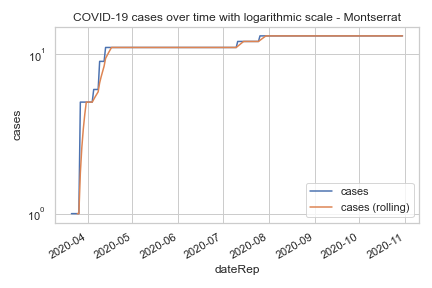 COVID-19 cases over time with logarithmic scale - Montserrat
cases
10¹
10⁰
cases
cases (rolling)
2020-04
2020-05
2020-06
2020-07
2020-08
2020-09
2020-10
2020-11
dateRep